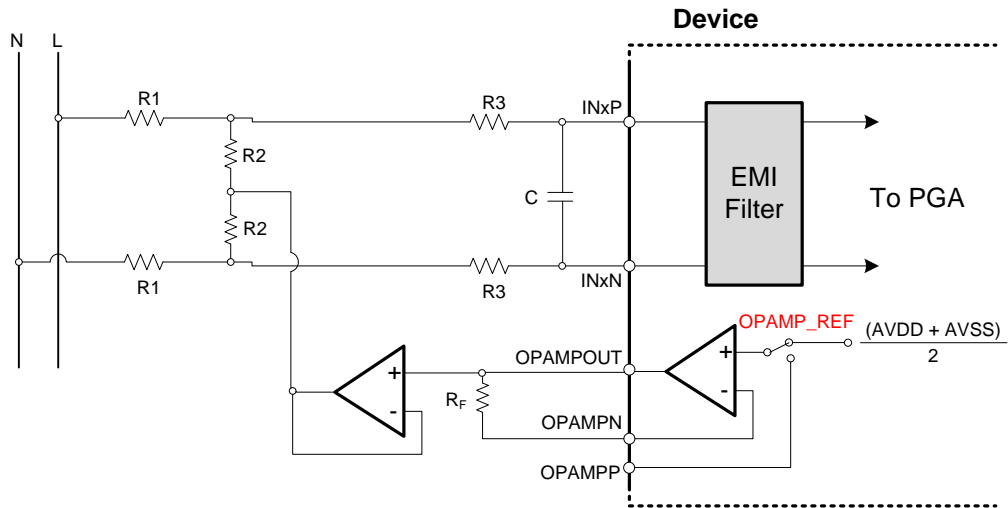 Device
N L
R1
R3
INxP
R2
EMI
Filter
C
To PGA
R2
R1
R3
INxN
OPAMP_REF
(AVDD + AVSS)
2
OPAMPOUT
+
-
+
-
RF
OPAMPN
OPAMPP